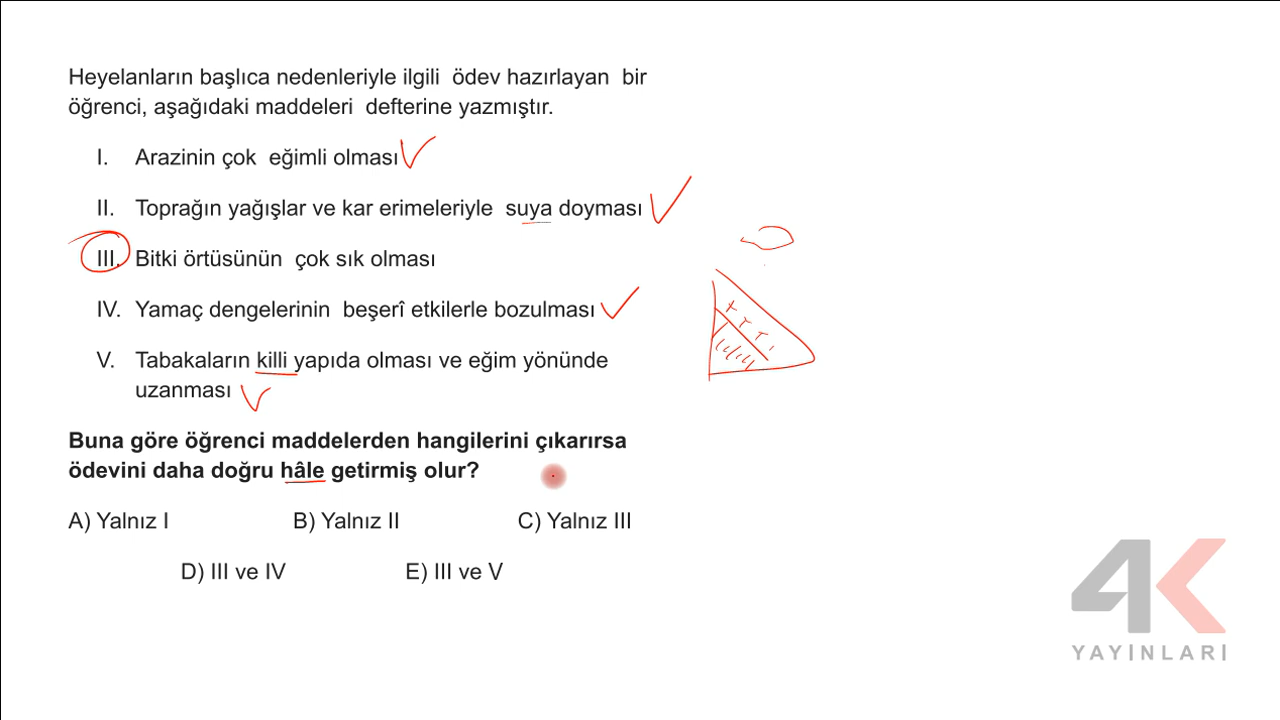 Heyelanların başlıca nedenleriyle ilgili ödev hazırlayan bir
öğrenci, aşağıdaki maddeleri defterine yazmıştır.
I. Arazinin çok eğimli olması
II. Toprağın yağışlar ve kar erimeleriyle suya doyması
III. Bitki örtüsünün çok sık olması
IV. Yamaç dengelerinin beşerî etkilerle bozulması
V. Tabakaların killi yapıda olması ve eğim yönünde
uzanması
Buna göre öğrenci maddelerden hangilerini çıkarırsa
ödevini daha doğru hâle getirmiş olur?
A) Yalnız I B) Yalnız II C) Yalnız III
D) III ve IV E) III ve V
4K
YAYINLARI